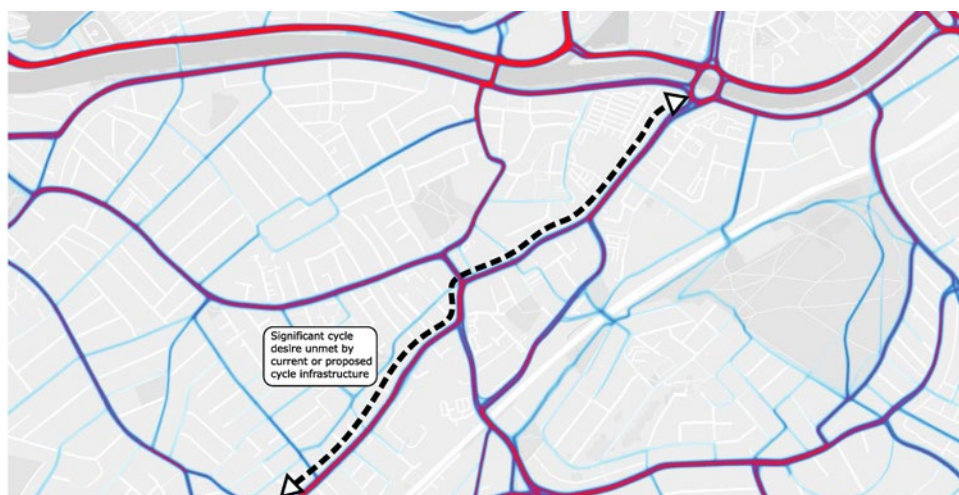 Significant cycle
desire unmet by
current or proposed
cycle infrastructure